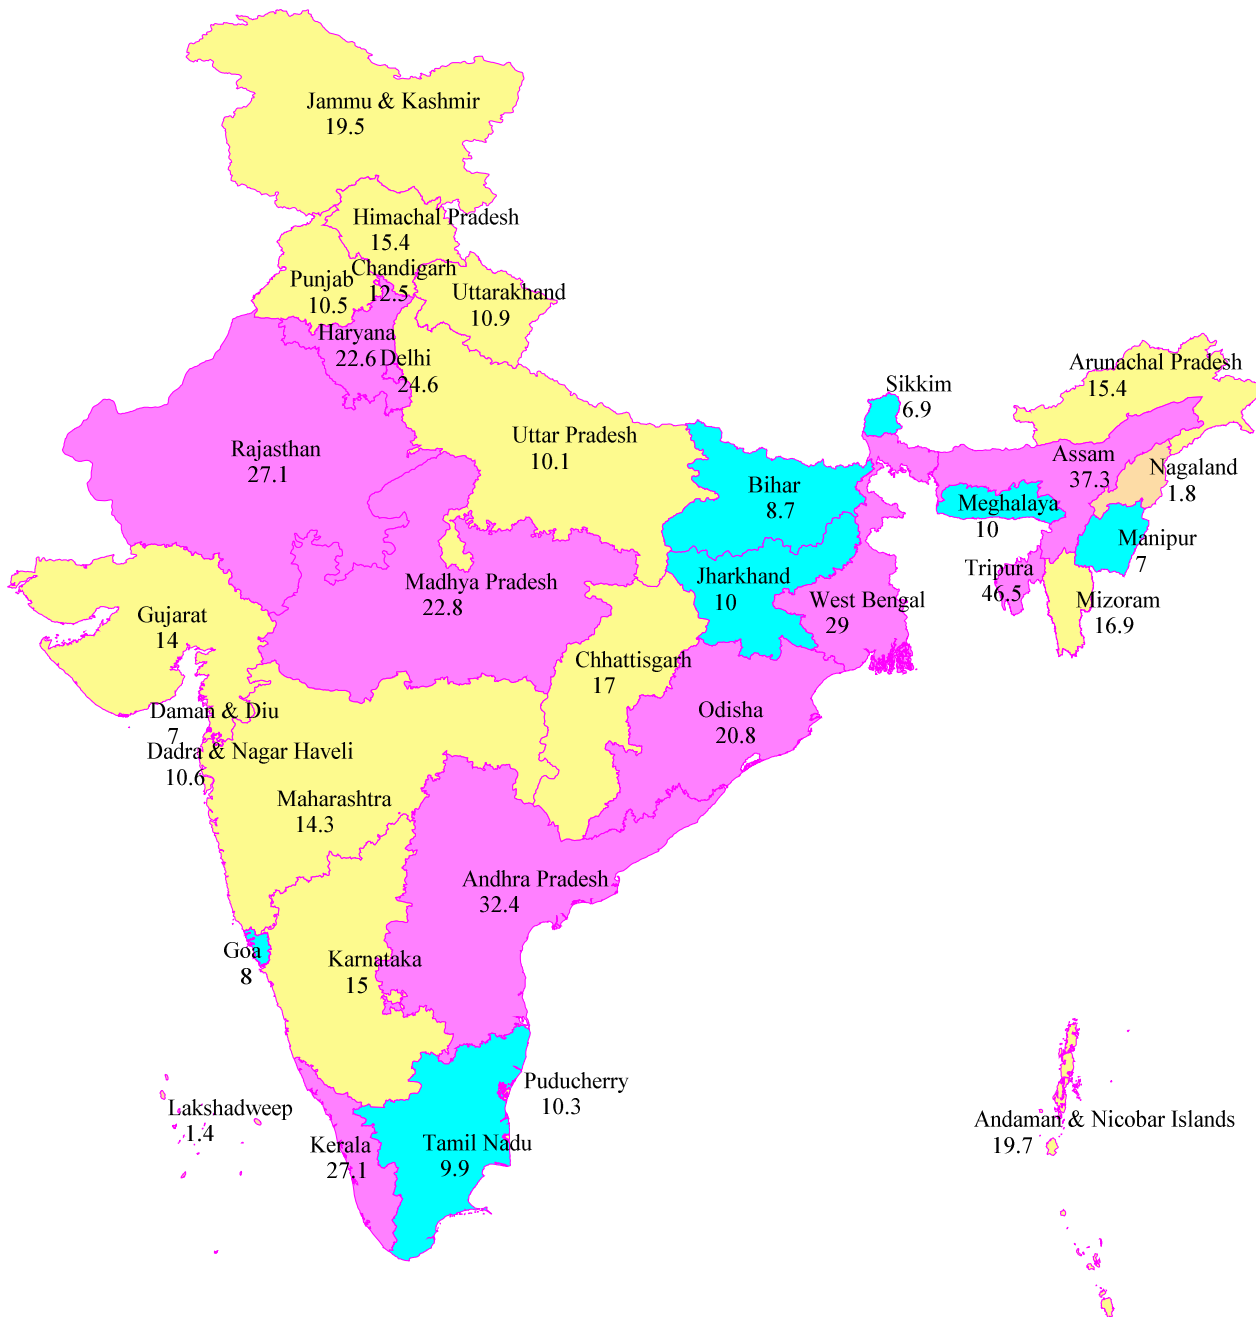 Jammu & Kashmir
19.5
Himachal Pradesh
15.4
Chandigarh
12.5
Punjab
10.5
Uttarakhand
10.9
Haryana
22.6
Delhi
24.6
Arunachal Pradesh
15.4
Sikkim
6.9
Rajasthan
27.1
Uttar Pradesh
10.1
Assam
37.3
Nagaland
1.8
Bihar
8.7
Meghalaya
10
Manipur
7
Tripura
46.5
Mizoram
16.9
Madhya Pradesh
22.8
Jharkhand
10
West Bengal
29
Gujarat
14
Chhattisgarh
17
Odisha
20.8
Daman & Diu
7
Dadra & Nagar Haveli
10.6
Maharashtra
14.3
Andhra Pradesh
32.4
Goa
8
Karnataka
15
Puducherry
10.3
Lakshadweep
1.4
Kerala
27.1
Tamil Nadu
9.9
Andaman & Nicobar Islands
19.7